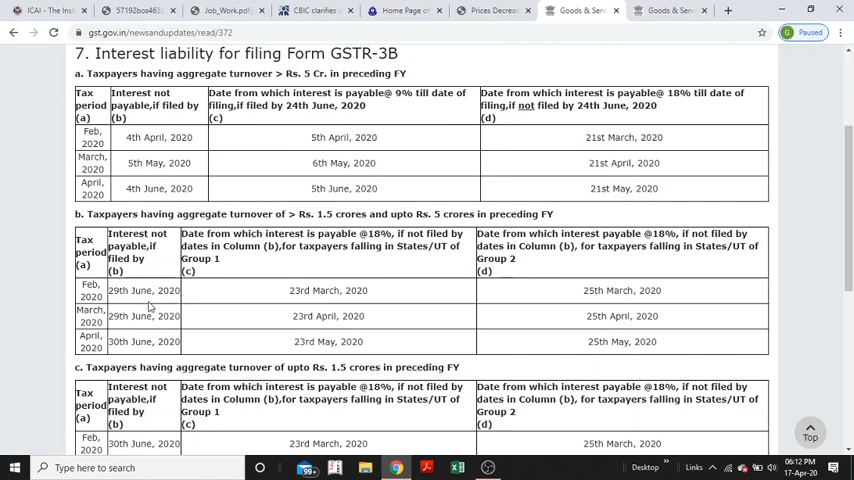 ICAI - The Inst
57192bos4632
Job_Work.pdf
CBIC clarifies o
Home Page of
Prices Decreas
Goods & Serv
Goods & Serv
gst.gov.in/newsandupdates/read/372
G Paused
7. Interest liability for filing Form GSTR-3B
a. Taxpayers having aggregate turnover > Rs. 5 Cr. in preceding FY
Tax period (a)
Interest not payable,if filed by (b)
Date from which interest is payable@ 9% till date of filing,if filed by 24th June, 2020 (c)
Date from which interest is payable@ 18% till date of filing,if not filed by 24th June, 2020 (d)
Feb, 2020 4th April, 2020 5th April, 2020 21st March, 2020
March, 2020 5th May, 2020 6th May, 2020 21st April, 2020
April, 2020 4th June, 2020 5th June, 2020 21st May, 2020
b. Taxpayers having aggregate turnover of > Rs. 1.5 crores and upto Rs. 5 crores in preceding FY
Tax period (a)
Interest not payable,if filed by (b)
Date from which interest is payable @18%, if not filed by dates in Column (b),for taxpayers falling in States/UT of Group 1 (c)
Date from which interest is payable @18%, if not filed by dates in Column (b), for taxpayers falling in States/UT of Group 2 (d)
Feb, 2020 29th June, 2020 23rd March, 2020 25th March, 2020
March, 2020 29th June, 2020 23rd April, 2020 25th April, 2020
April, 2020 30th June, 2020 23rd May, 2020 25th May, 2020
c. Taxpayers having aggregate turnover of upto Rs. 1.5 crores in preceding FY
Tax period (a)
Interest not payable,if filed by (b)
Date from which interest is payable @18%, if not filed by dates in Column (b),for taxpayers falling in States/UT of Group 1 (c)
Date from which interest is payable @18%, if not filed by dates in Column (b), for taxpayers falling in States/UT of Group 2 (d)
Feb, 2020 30th June, 2020 23rd March, 2020 25th March, 2020
Top
Type here to search
99+
Desktop
Links
06:12 PM
17-Apr-20